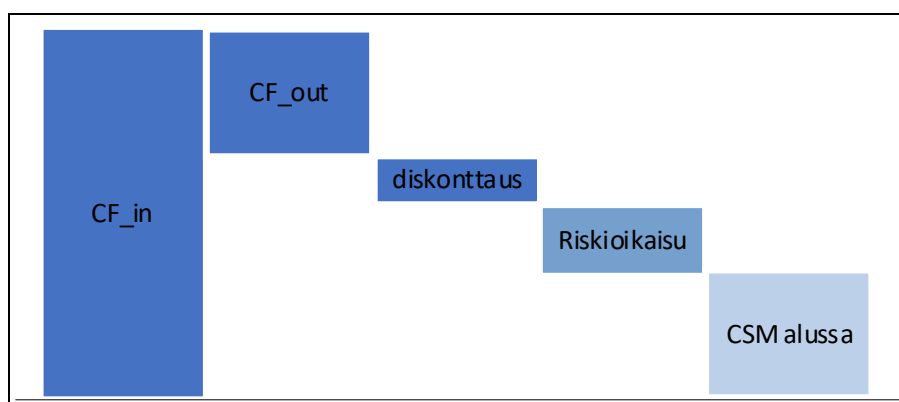 CF_in
CF_out
diskonttaus
Riskioikaisu
CSM alussa